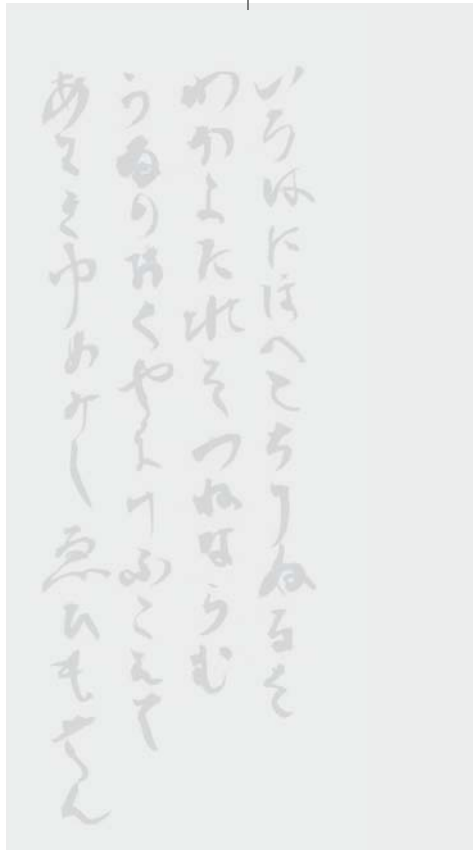 いろはにほへとちりぬるを
わかよたれそつねならむ
うゐのおくやまけふこえて
あさきゆめみしゑひもせん